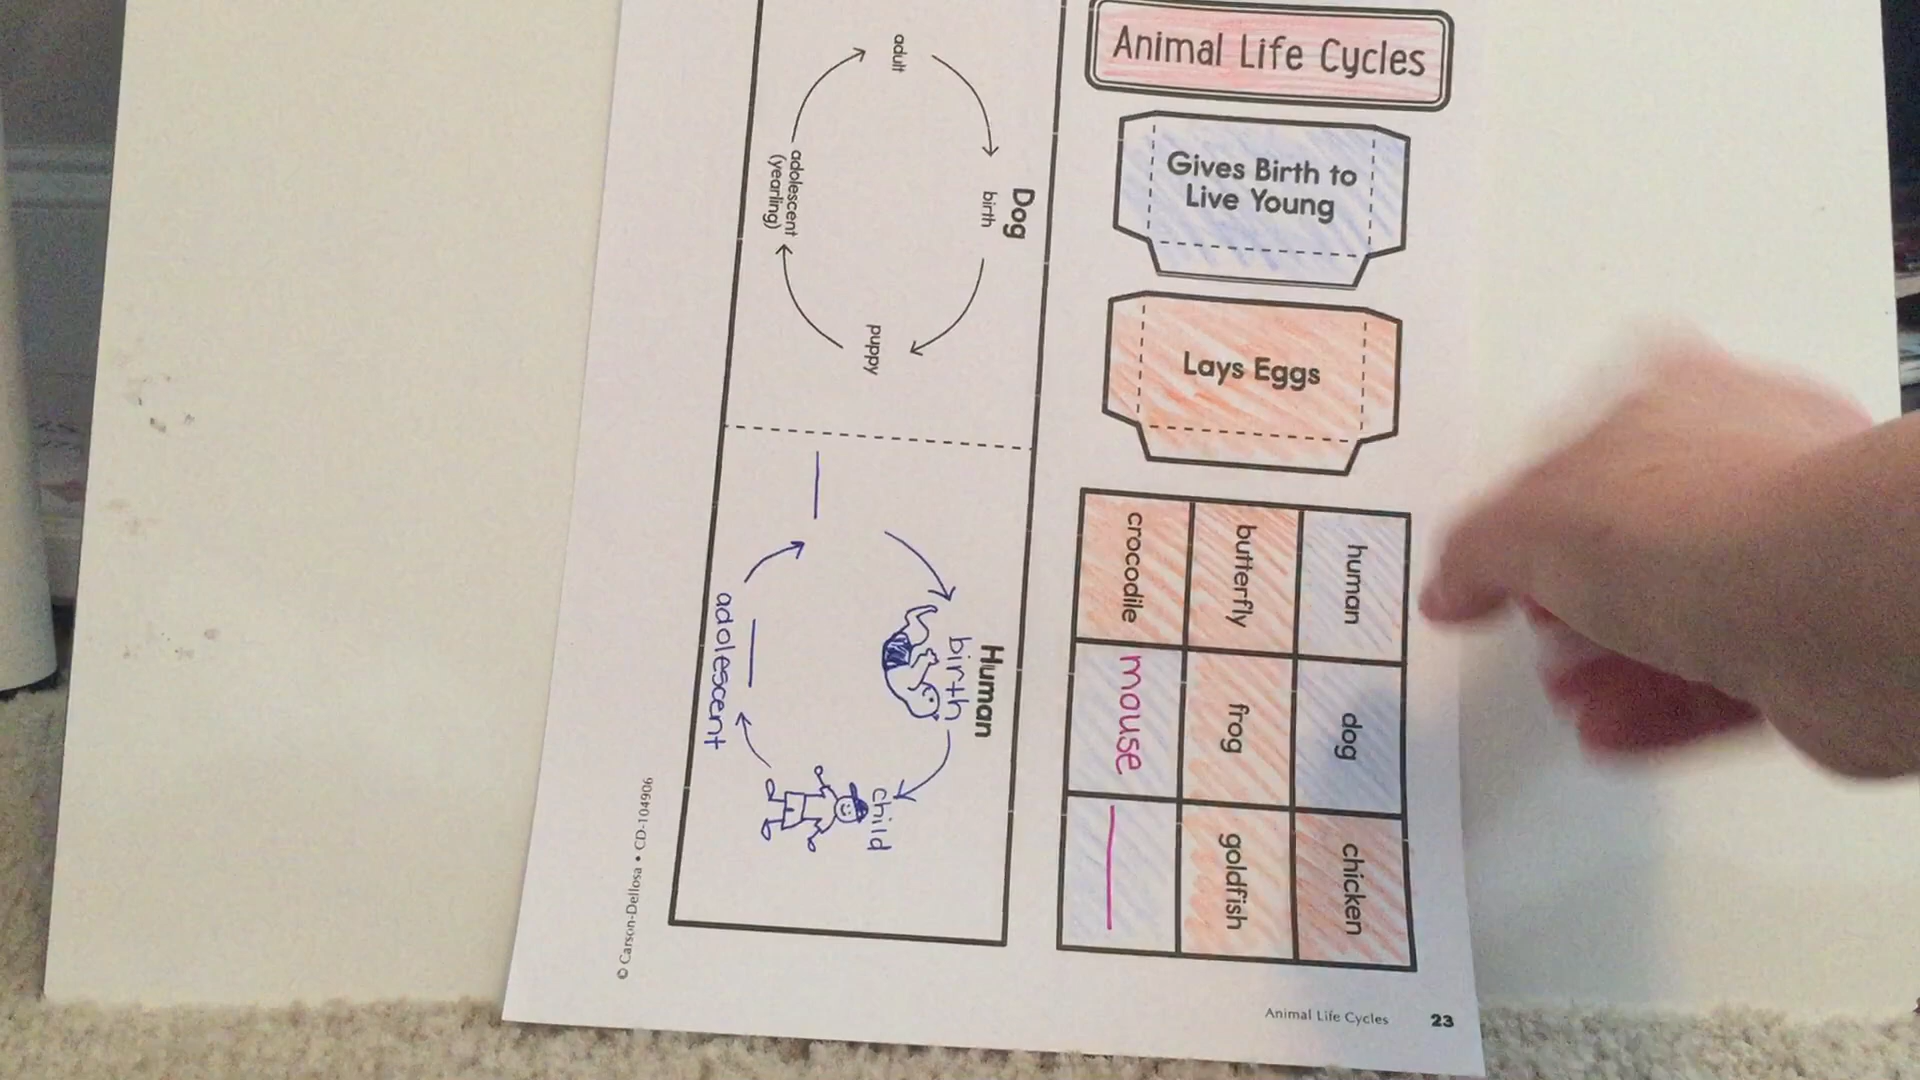 Animal Life Cycles
Gives Birth to
Live Young
Lays Eggs
human
dog
chicken
butterfly
frog
goldfish
crocodile
mouse
Dog
birth
puppy
adolescent
(yearling)
adult
Human
birth
child
adolescent
© Carson-Dellosa • CD-104906
Animal Life Cycles 23